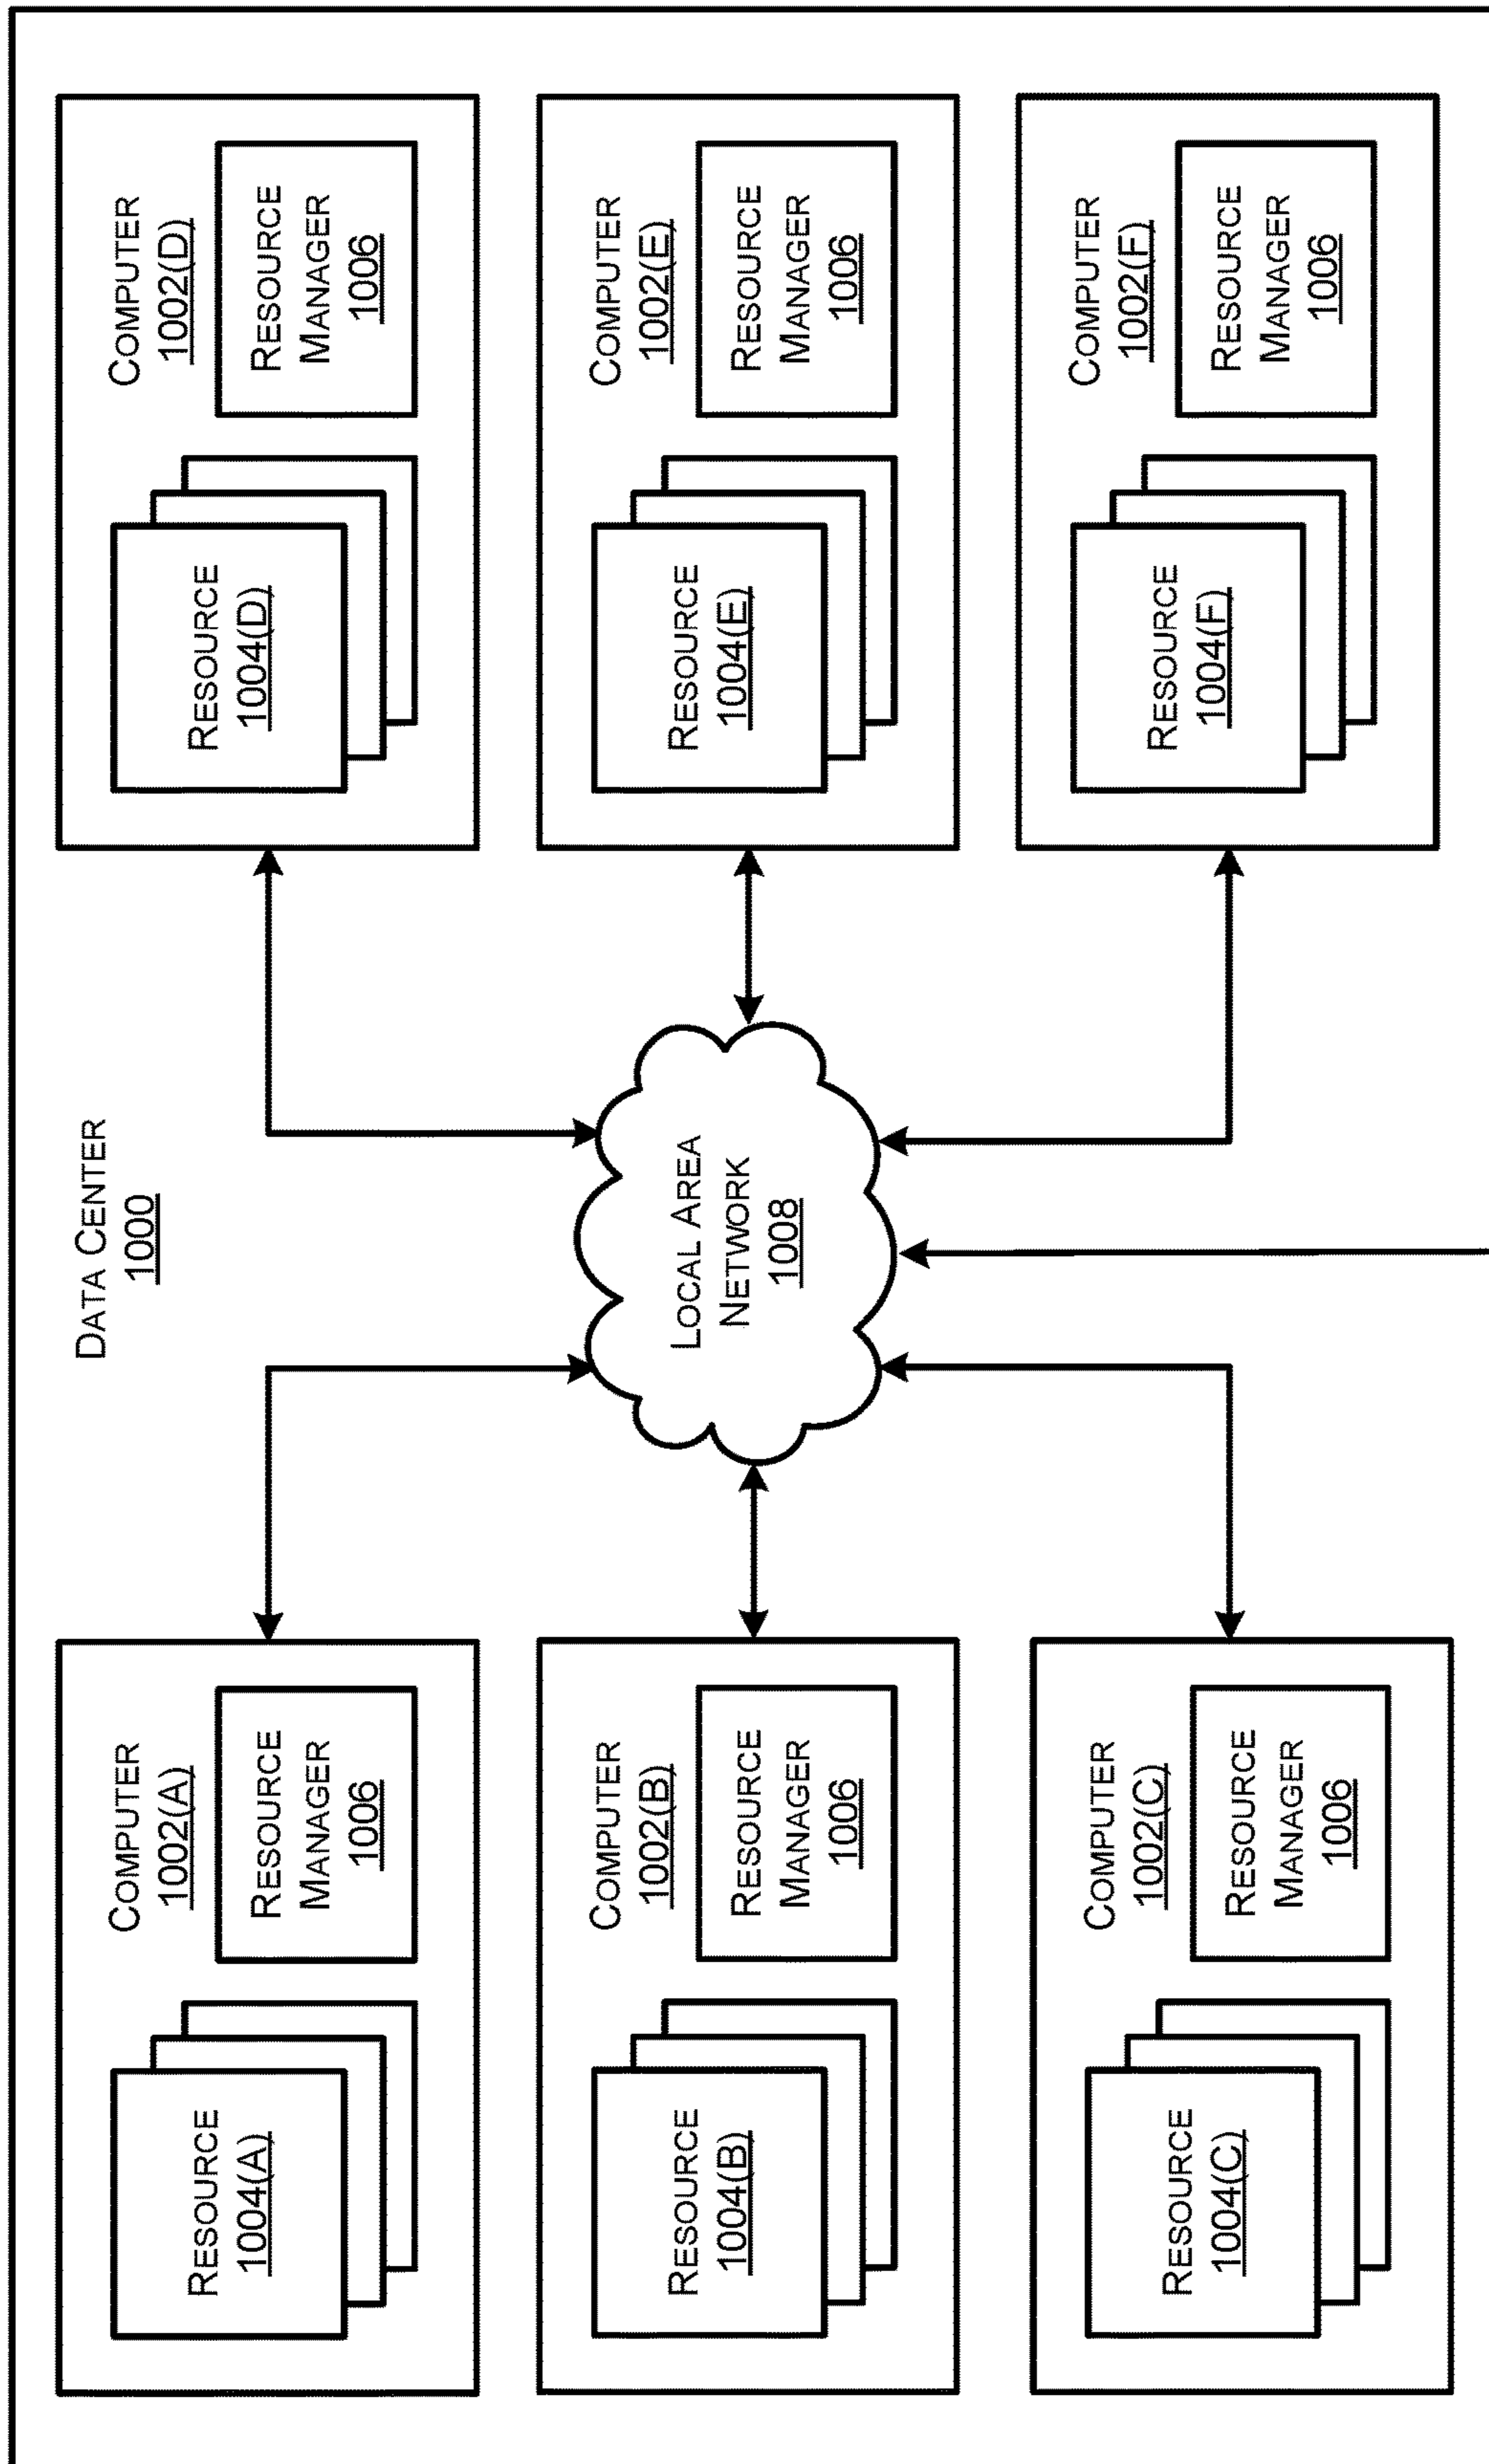 DATA CENTER
1000
COMPUTER
1002(A)
RESOURCE
1004(A)
RESOURCE
MANAGER
1006
COMPUTER
1002(D)
RESOURCE
1004(D)
RESOURCE
MANAGER
1006
COMPUTER
1002(B)
RESOURCE
1004(B)
RESOURCE
MANAGER
1006
LOCAL AREA
NETWORK
1008
COMPUTER
1002(E)
RESOURCE
1004(E)
RESOURCE
MANAGER
1006
COMPUTER
1002(C)
RESOURCE
1004(C)
RESOURCE
MANAGER
1006
COMPUTER
1002(F)
RESOURCE
1004(F)
RESOURCE
MANAGER
1006